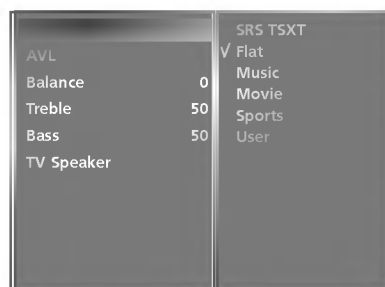 AVL
Balance 0
Treble 50
Bass 50
TV Speaker
SRS TSXT
√ Flat
Music
Movie
Sports
User